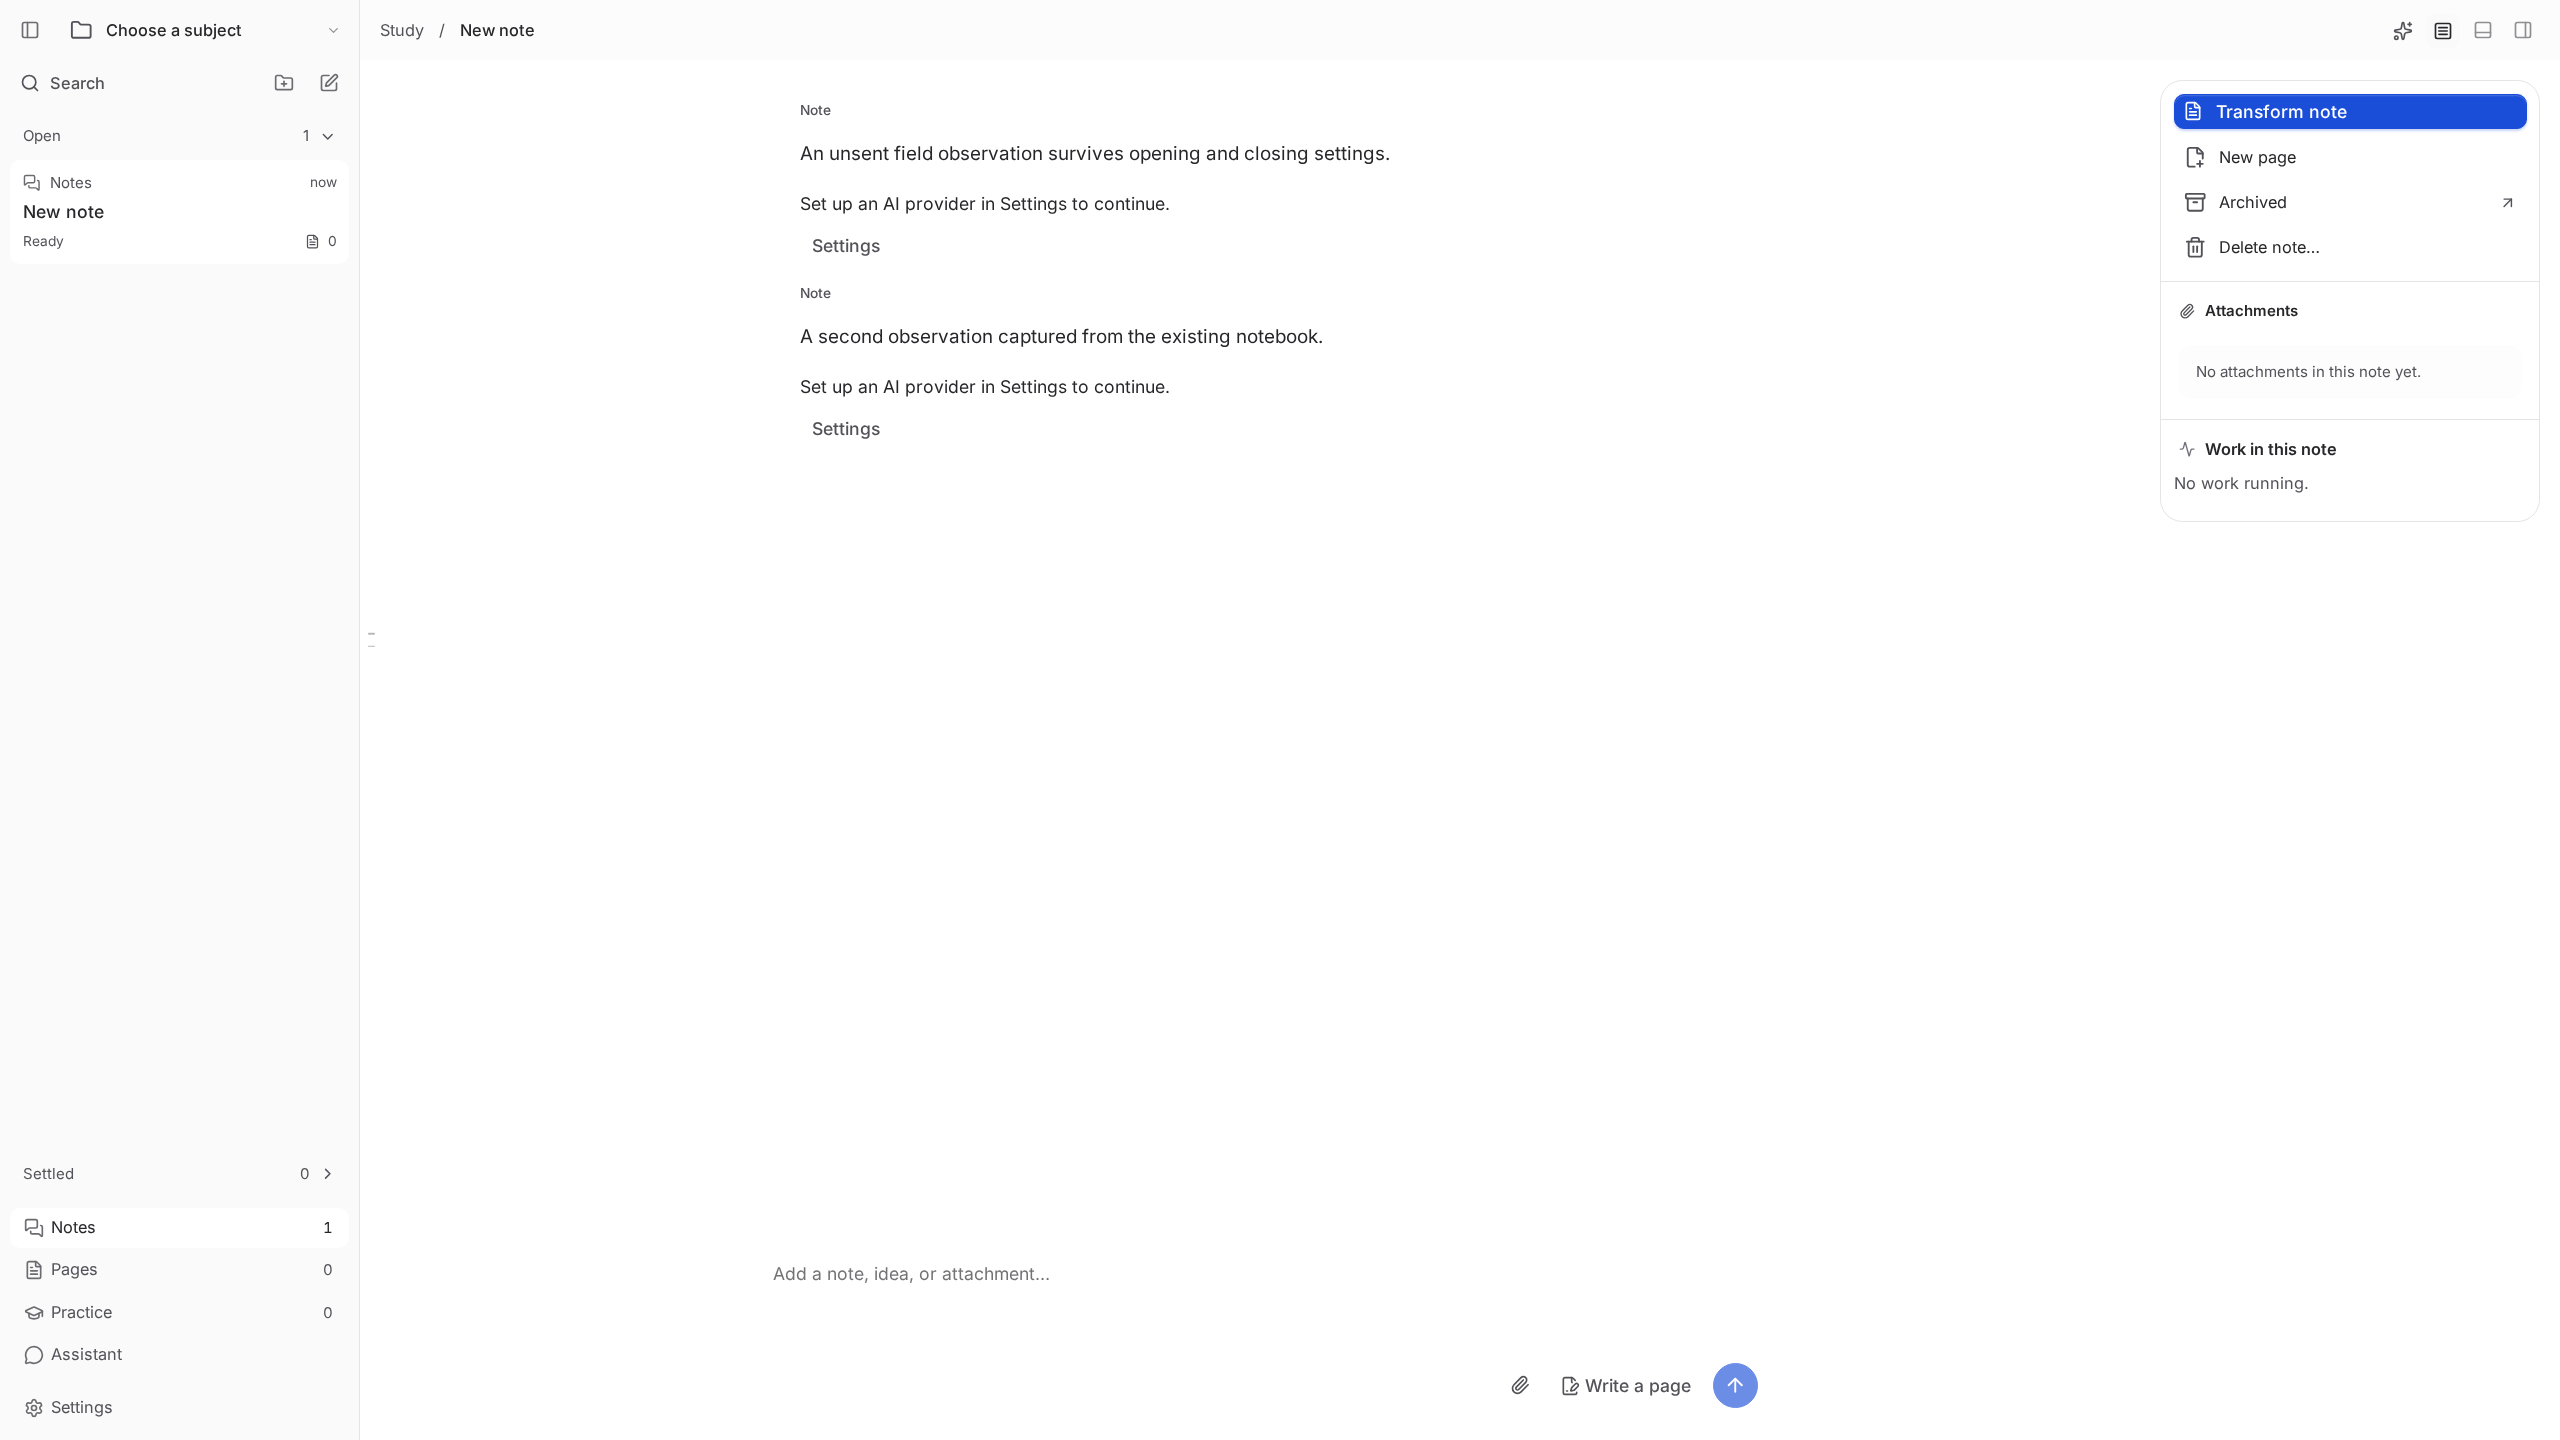 Choose a subject
Search
Open 1
Notes now
New note
Ready 0
Settled 0
Notes 1
Pages 0
Practice 0
Assistant
Settings
Study / New note
Note
An unsent field observation survives opening and closing settings.
Set up an AI provider in Settings to continue.
Settings
Note
A second observation captured from the existing notebook.
Set up an AI provider in Settings to continue.
Settings
Add a note, idea, or attachment...
Write a page
Transform note
New page
Archived
Delete note...
Attachments
No attachments in this note yet.
Work in this note
No work running.